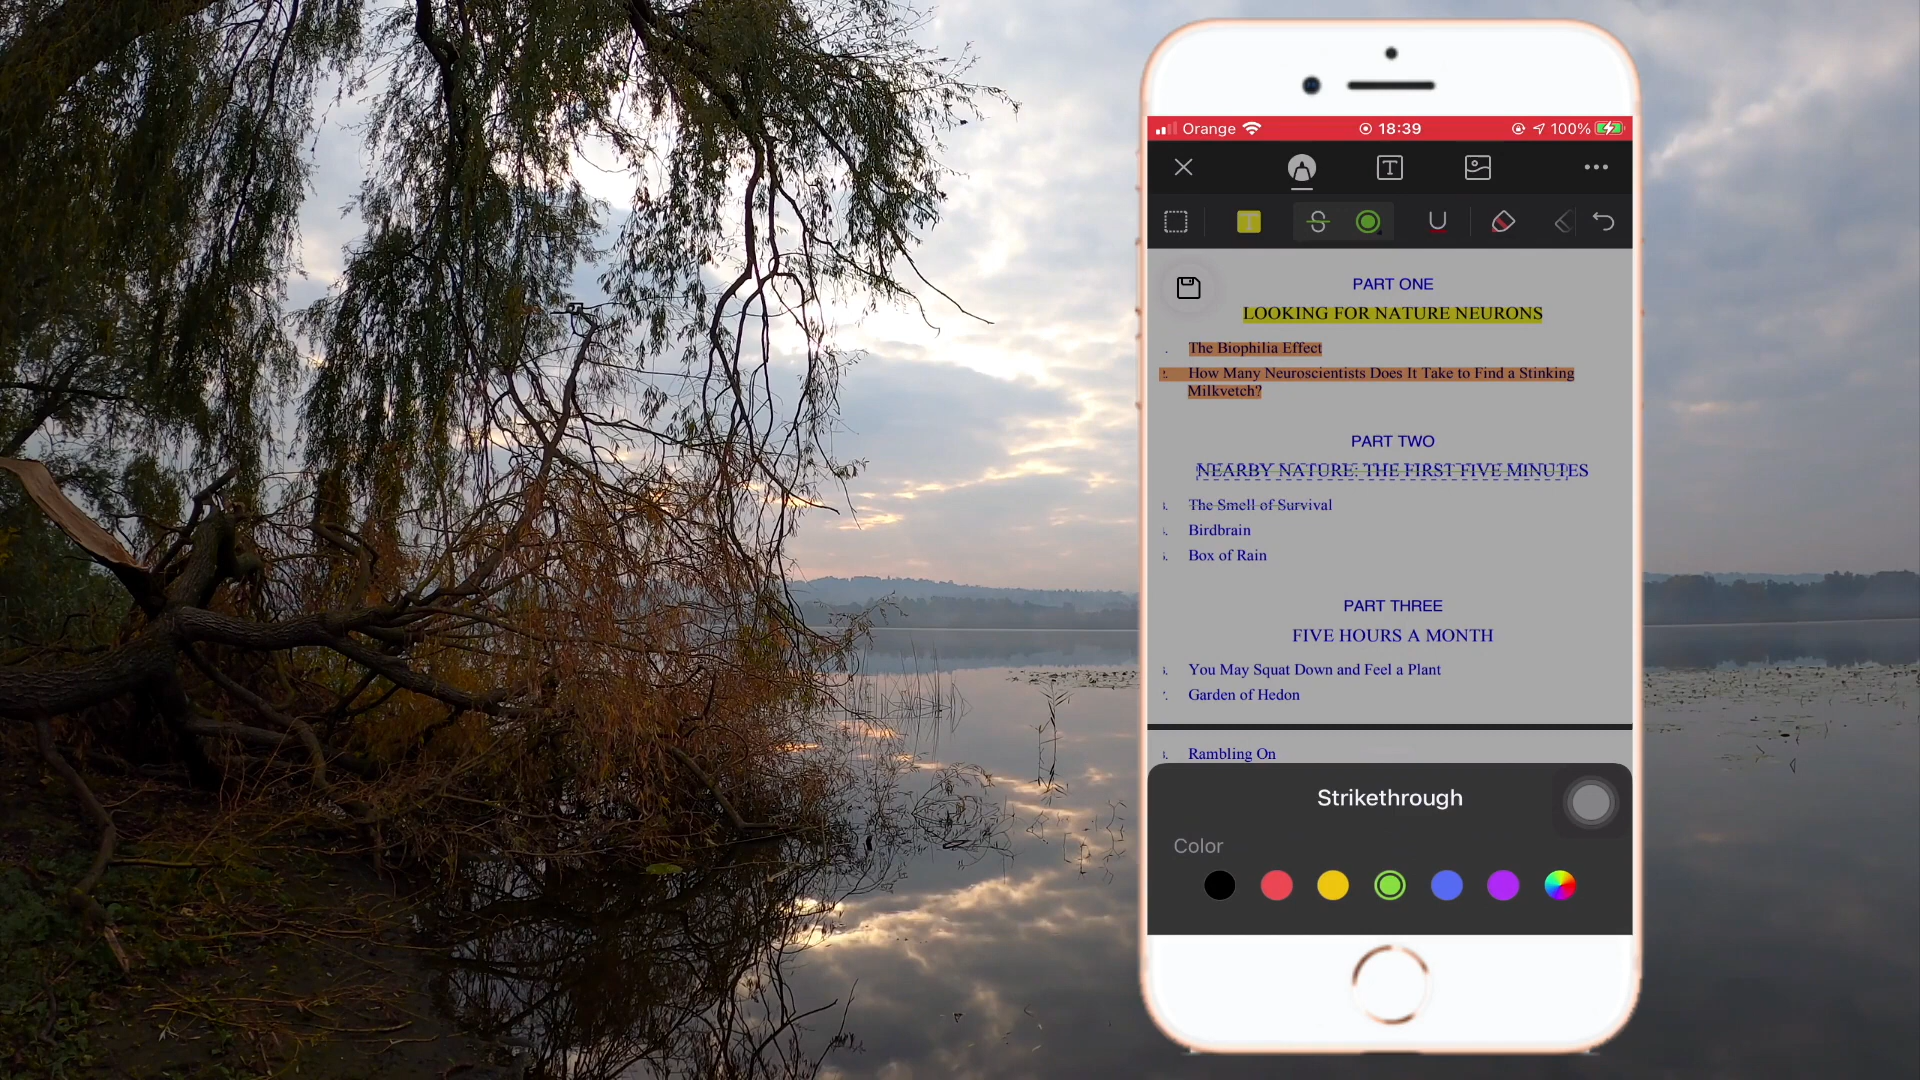 Orange
18:39
100%
T
T
S
U
PART ONE
LOOKING FOR NATURE NEURONS
The Biophilia Effect
How Many Neuroscientists Does It Take to Find a Stinking
Milkvetch?
PART TWO
NEARBY NATURE: THE FIRST FIVE MINUTES
The Smell of Survival
Birdbrain
Box of Rain
PART THREE
FIVE HOURS A MONTH
You May Squat Down and Feel a Plant
Garden of Hedon
Rambling On
Strikethrough
Color